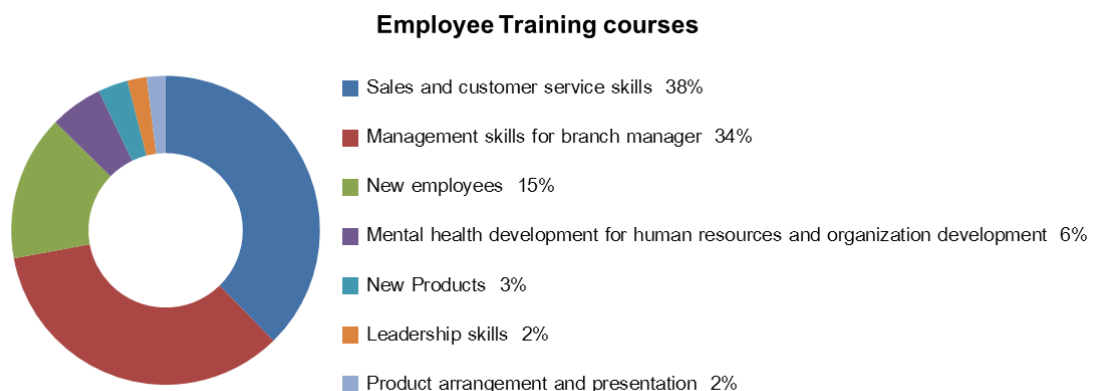 Employee Training courses
Sales and customer service skills 38%
Management skills for branch manager 34%
New employees 15%
Mental health development for human resources and organization development 6%
New Products 3%
Leadership skills 2%
Product arrangement and presentation 2%